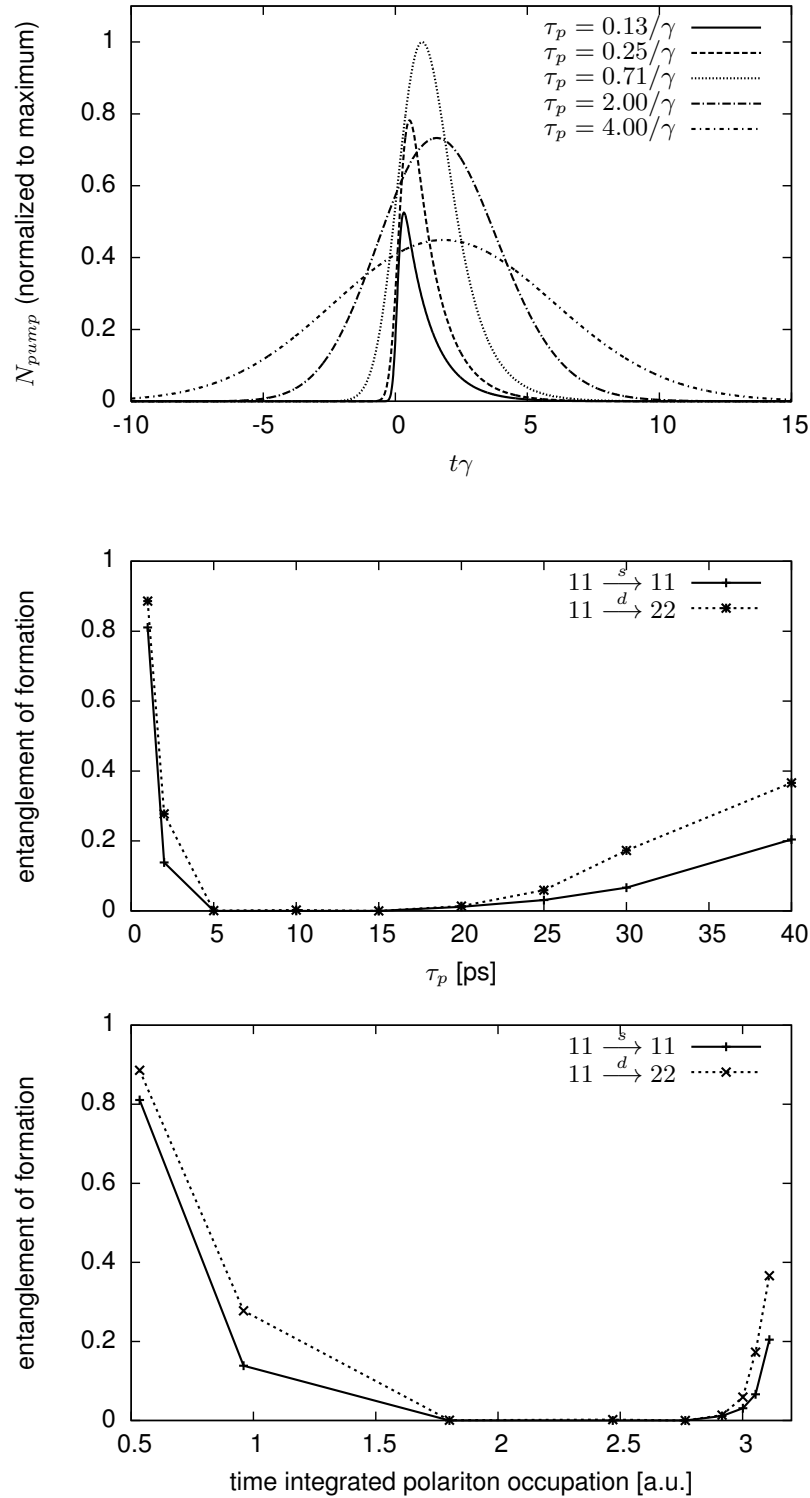 N_pump (normalized to maximum)
1
0.8
0.6
0.4
0.2
0
-10 -5 0 5 10 15
tγ
τ_p = 0.13/γ
τ_p = 0.25/γ
τ_p = 0.71/γ
τ_p = 2.00/γ
τ_p = 4.00/γ
entanglement of formation
1
0.8
0.6
0.4
0.2
0
0 5 10 15 20 25 30 35 40
τ_p [ps]
11 —s→ 11
11 —d→ 22
entanglement of formation
1
0.8
0.6
0.4
0.2
0
0.5 1 1.5 2 2.5 3
time integrated polariton occupation [a.u.]
11 —s→ 11
11 —d→ 22